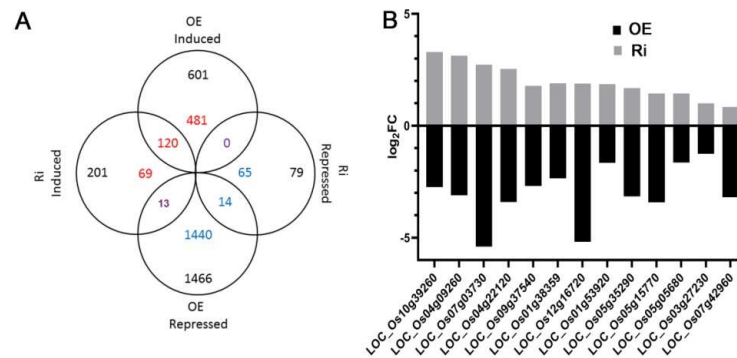 A
OE
Induced
601
481
120
0
201
Ri
Induced
69
65
79
Ri
Repressed
13
14
1440
1466
OE
Repressed
B
OE
Ri
log2FC
5
0
-5
LOC_Os10g39260
LOC_Os04g09260
LOC_Os07g03730
LOC_Os04g22120
LOC_Os09g37540
LOC_Os01g38359
LOC_Os12g16720
LOC_Os01g53920
LOC_Os05g35290
LOC_Os05g15770
LOC_Os05g05680
LOC_Os03g27230
LOC_Os07g42960